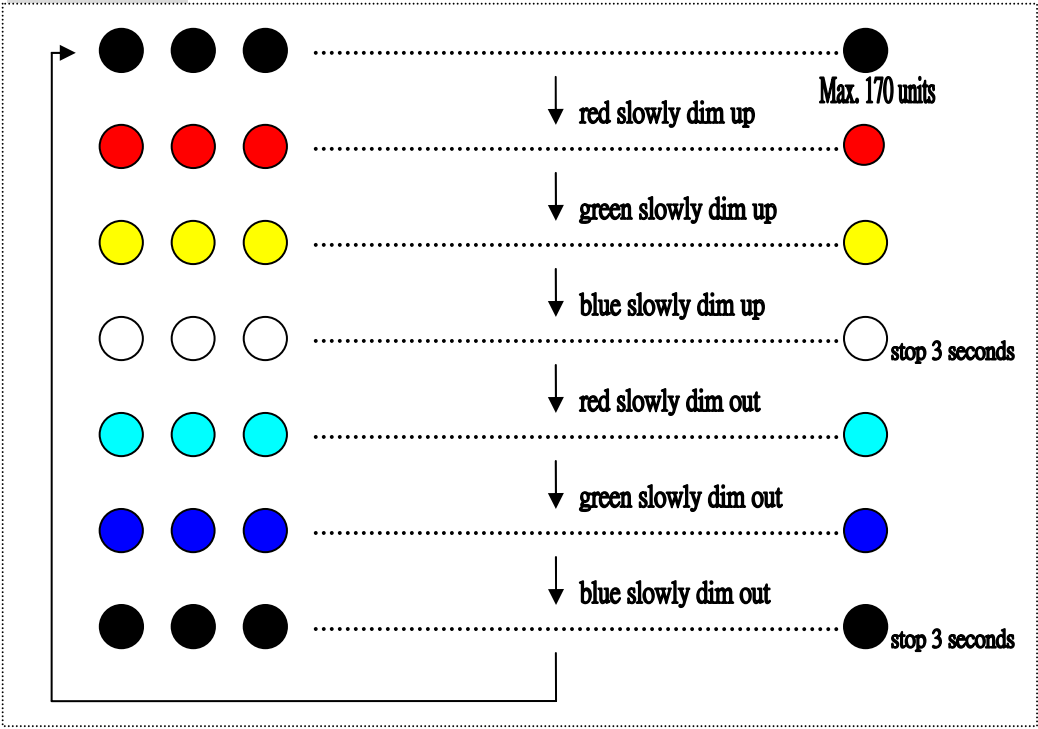 Max. 170 units
red slowly dim up
green slowly dim up
blue slowly dim up
stop 3 seconds
red slowly dim out
green slowly dim out
blue slowly dim out
stop 3 seconds